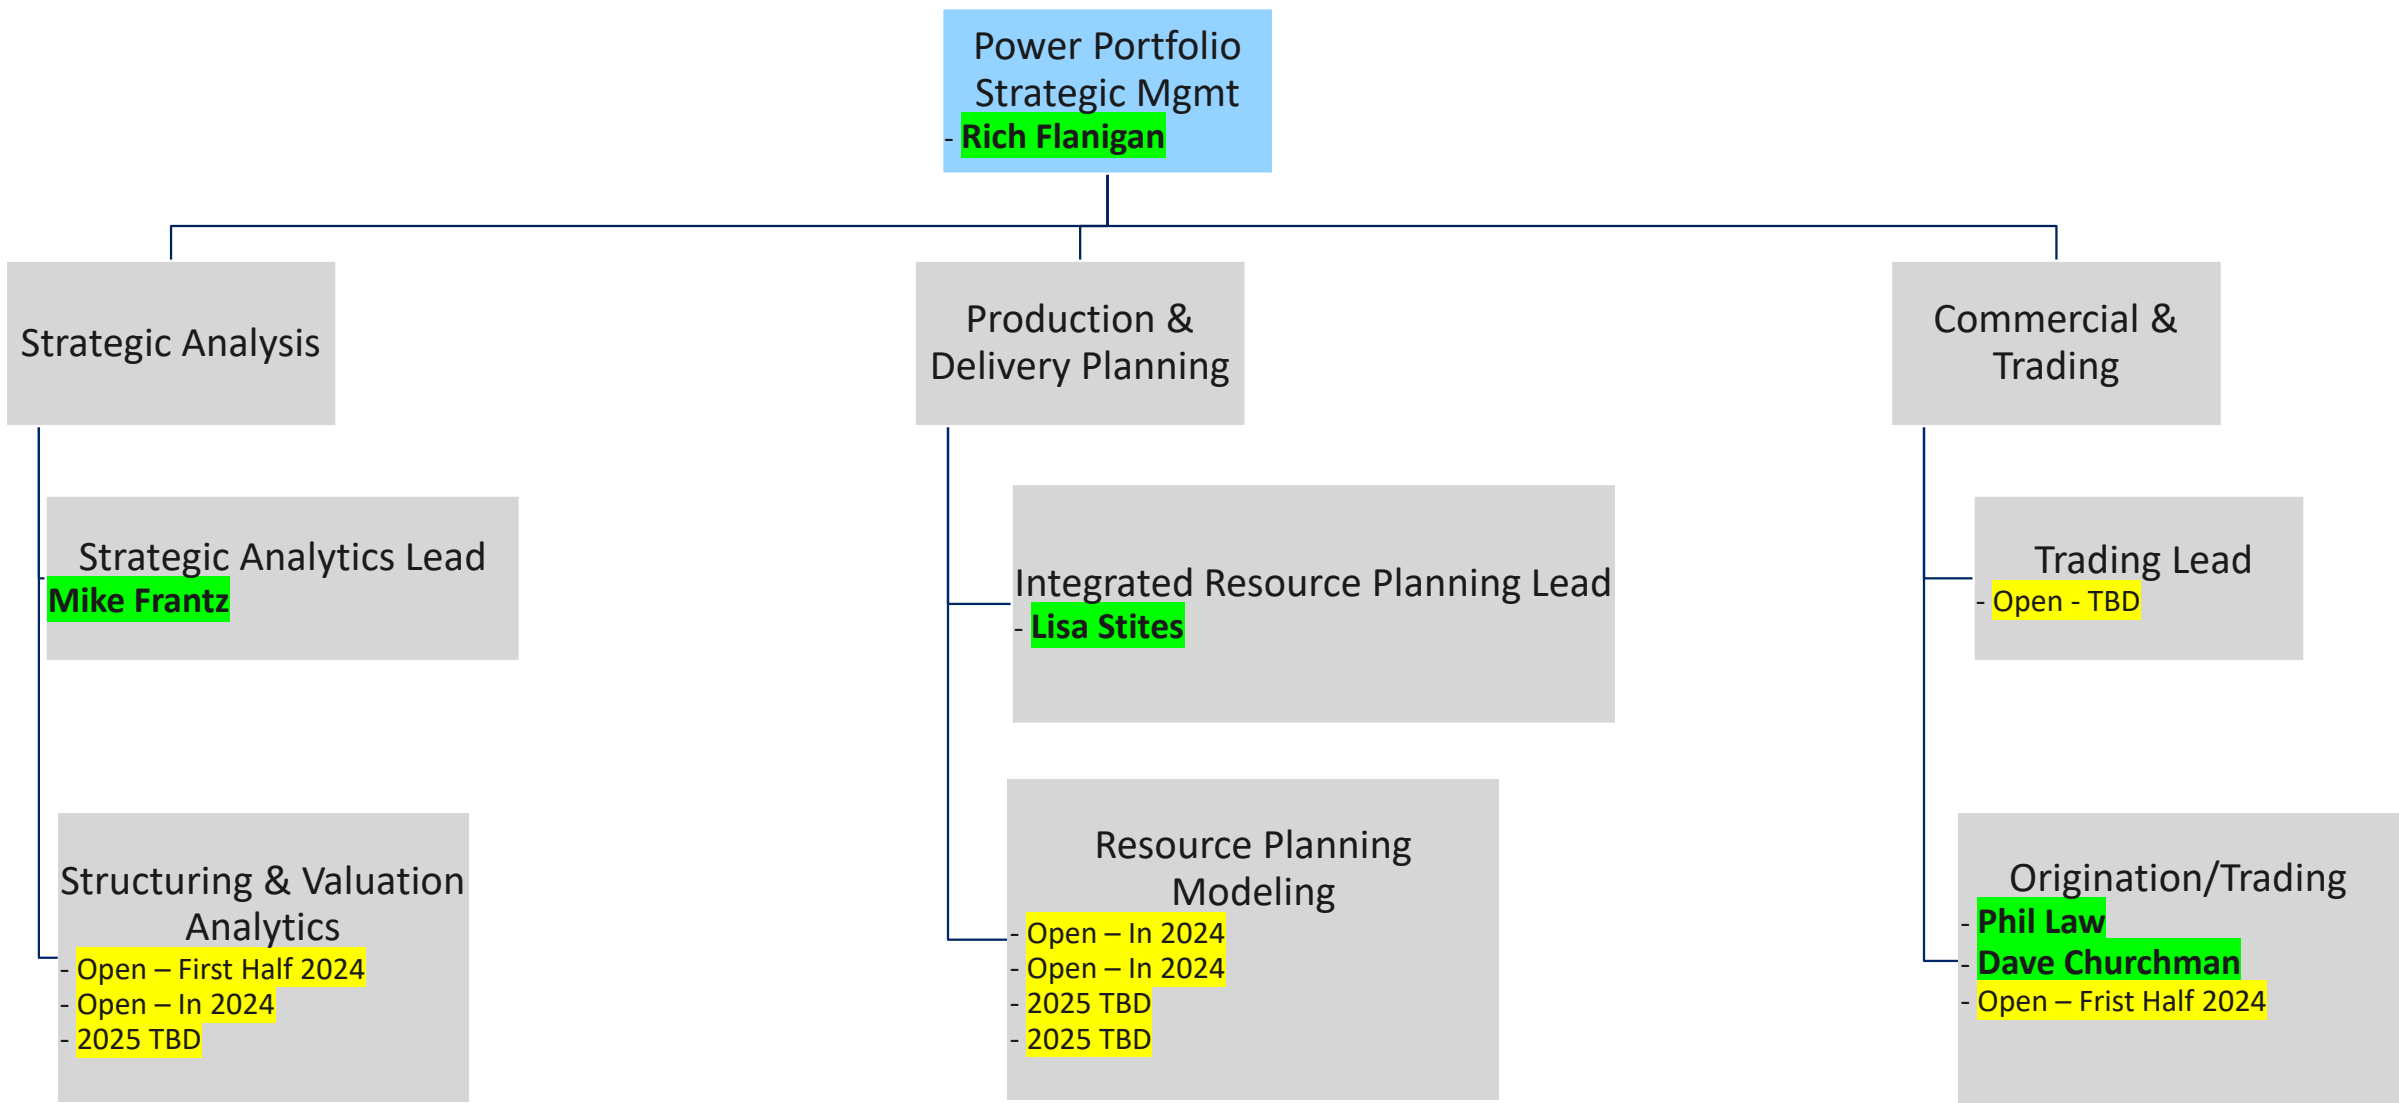 Power Portfolio
Strategic Mgmt
- Rich Flanigan
Strategic Analysis
Production &
Delivery Planning
Commercial &
Trading
Strategic Analytics Lead
Mike Frantz
Integrated Resource Planning Lead
- Lisa Stites
Trading Lead
- Open - TBD
Structuring & Valuation
Analytics
- Open – First Half 2024
- Open – In 2024
- 2025 TBD
Resource Planning
Modeling
- Open – In 2024
- Open – In 2024
- 2025 TBD
- 2025 TBD
Origination/Trading
- Phil Law
- Dave Churchman
- Open – Frist Half 2024